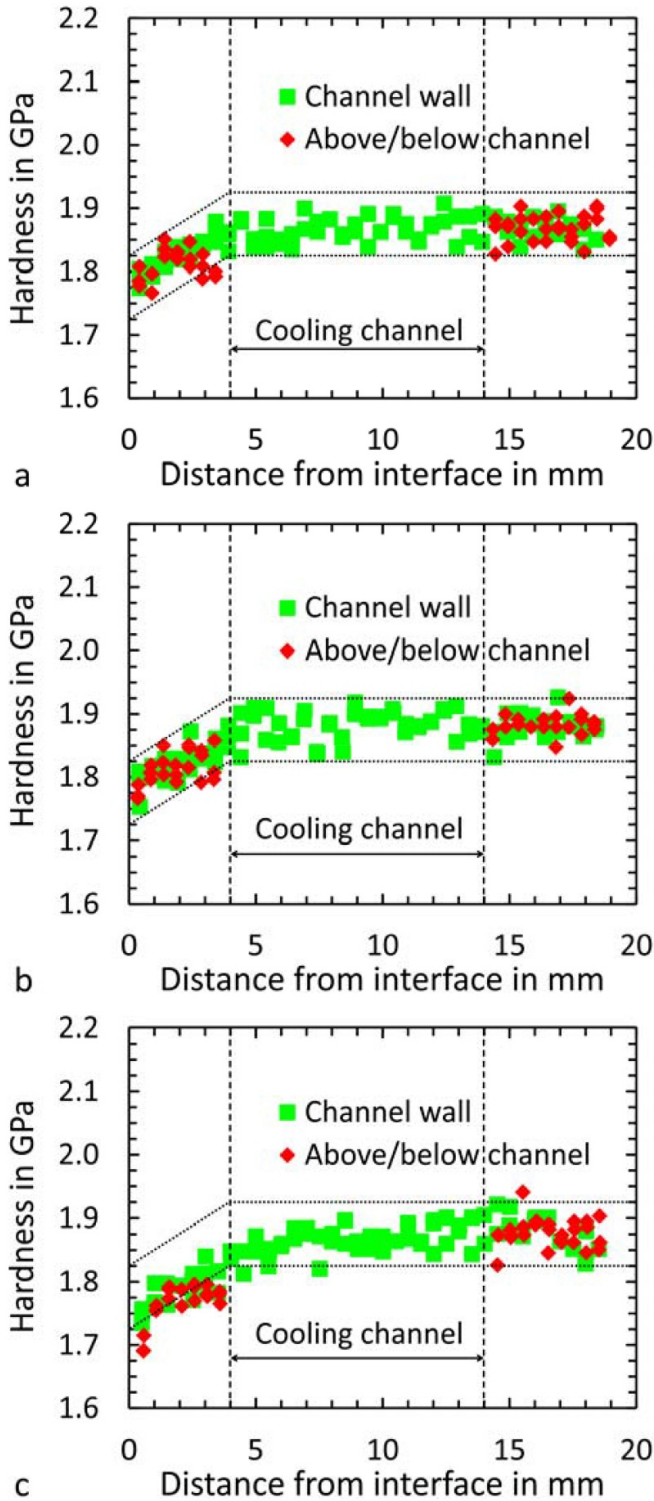 2.2
2.1
2.0
1.9
1.8
1.7
1.6
Hardness in GPa
Channel wall
Above/below channel
Cooling channel
0 5 10 15 20
a Distance from interface in mm
2.2
2.1
2.0
1.9
1.8
1.7
1.6
Hardness in GPa
Channel wall
Above/below channel
Cooling channel
0 5 10 15 20
b Distance from interface in mm
2.2
2.1
2.0
1.9
1.8
1.7
1.6
Hardness in GPa
Channel wall
Above/below channel
Cooling channel
0 5 10 15 20
c Distance from interface in mm